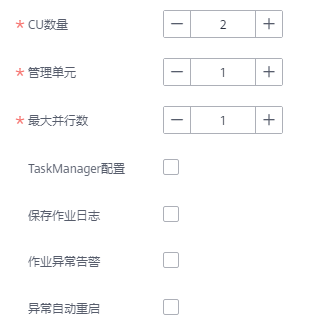 * CU数量 — 2 +
* 管理单元 — 1 +
* 最大并行数 — 1 +
TaskManager配置
保存作业日志
作业异常告警
异常自动重启